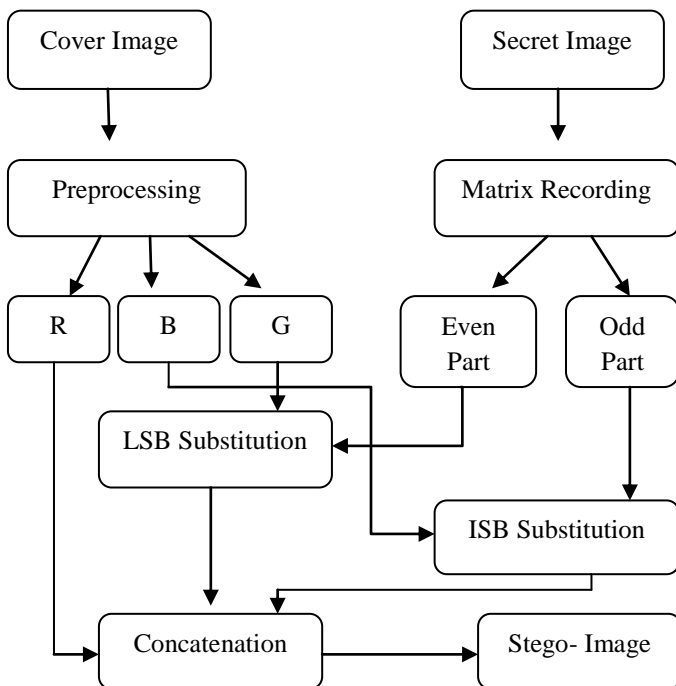 Cover Image
Secret Image
Preprocessing
Matrix Recording
R
B
G
Even
Part
Odd
Part
LSB Substitution
ISB Substitution
Concatenation
Stego- Image